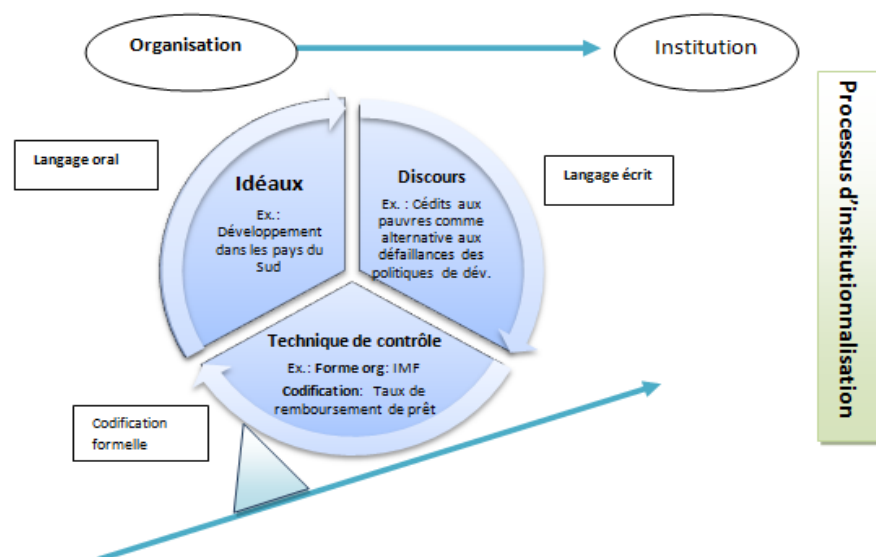 Organisation
Institution
Processus d'institutionnalisation
Langage oral
Idéaux
Ex.:
Développement
dans les pays du
Sud
Discours
Ex. : Cédits aux
pauvres comme
alternative aux
défaillances des
politiques de dév.
Langage écrit
Technique de contrôle
Ex.: Forme org: IMF
Codification: Taux de
remboursement de prêt
Codification
formelle